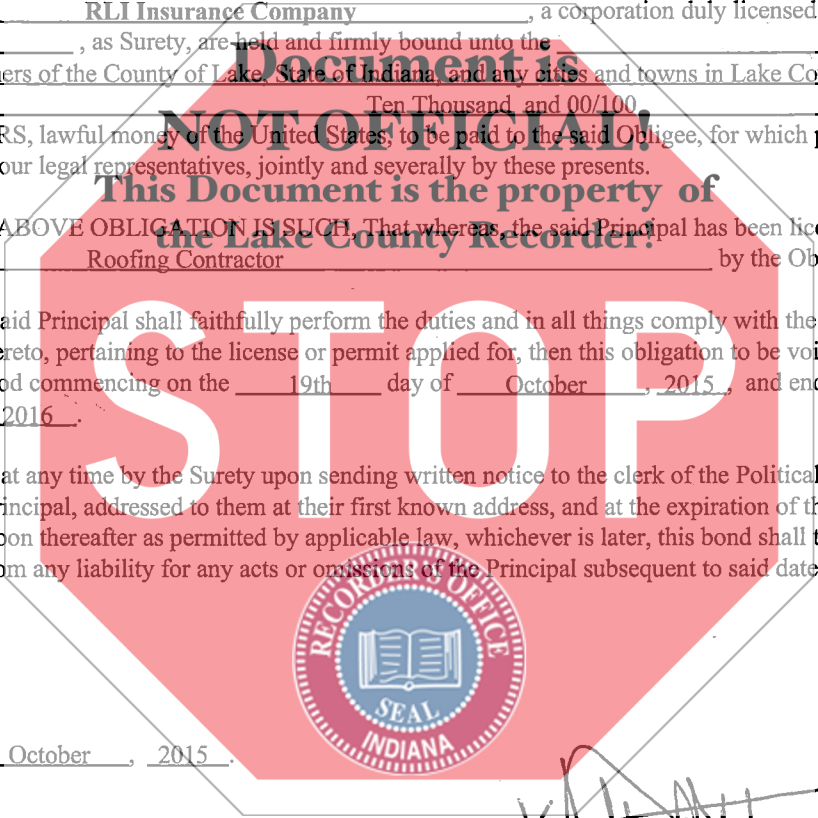 RLI Insurance Company , a corporation duly licensed
, as Surety, are held and firmly bound unto the
Document is
ers of the County of Lake, State of Indiana, and any cities and towns in Lake Co
Ten Thousand and 00/100
NOT OFFICIAL!
RS, lawful money of the United States, to be paid to the said Obligee, for which p
our legal representatives, jointly and severally by these presents.
This Document is the property of
ABOVE OBLIGATION IS SUCH, That whereas, the said Principal has been lice
the Lake County Recorder!
Roofing Contractor by the Ob
aid Principal shall faithfully perform the duties and in all things comply with the
ereto, pertaining to the license or permit applied for, then this obligation to be voi
od commencing on the 19th day of October , 2015 , and end
2016 .
STOP
at any time by the Surety upon sending written notice to the clerk of the Political
incipal, addressed to them at their first known address, and at the expiration of th
on thereafter as permitted by applicable law, whichever is later, this bond shall t
om any liability for any acts or omissions of the Principal subsequent to said date
RECORDER'S OFFICE
SEAL
INDIANA
October , 2015 .